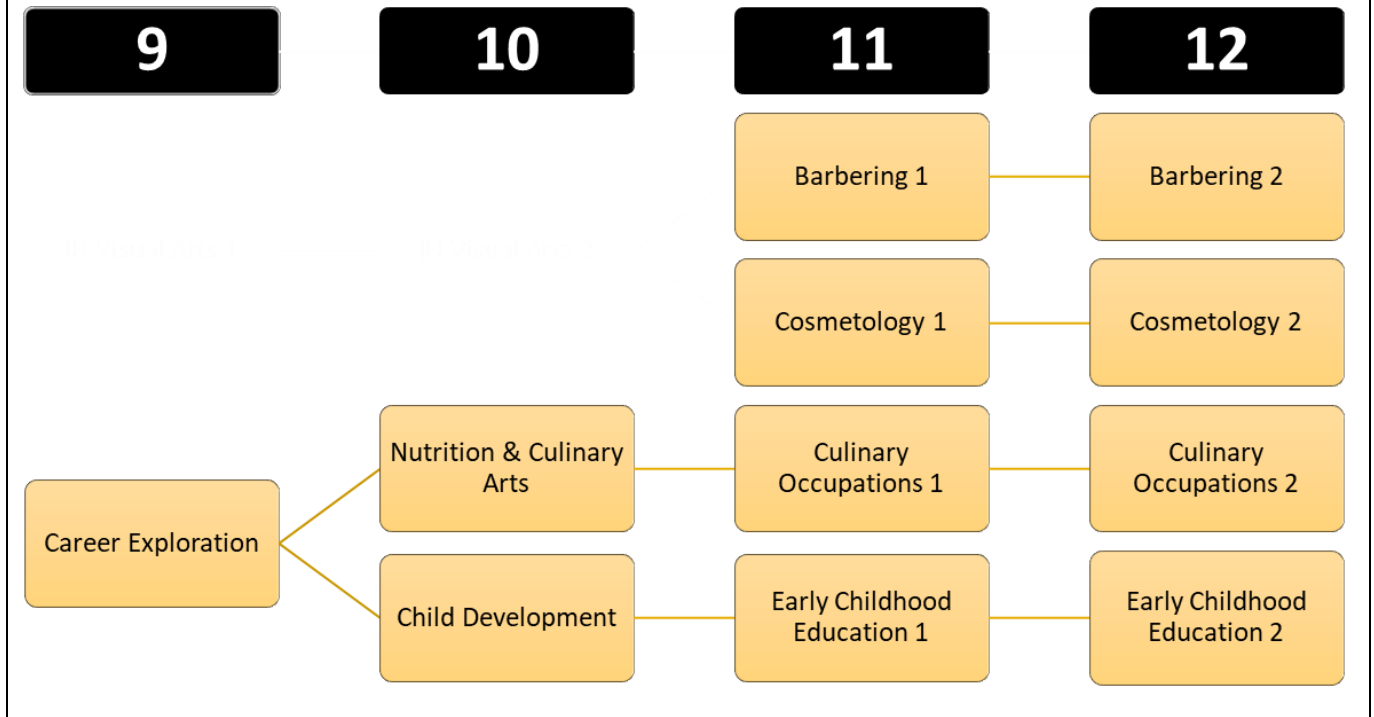 9
10
11
12
Barbering 1
Barbering 2
Cosmetology 1
Cosmetology 2
Nutrition & Culinary
Arts
Culinary
Occupations 1
Culinary
Occupations 2
Career Exploration
Child Development
Early Childhood
Education 1
Early Childhood
Education 2